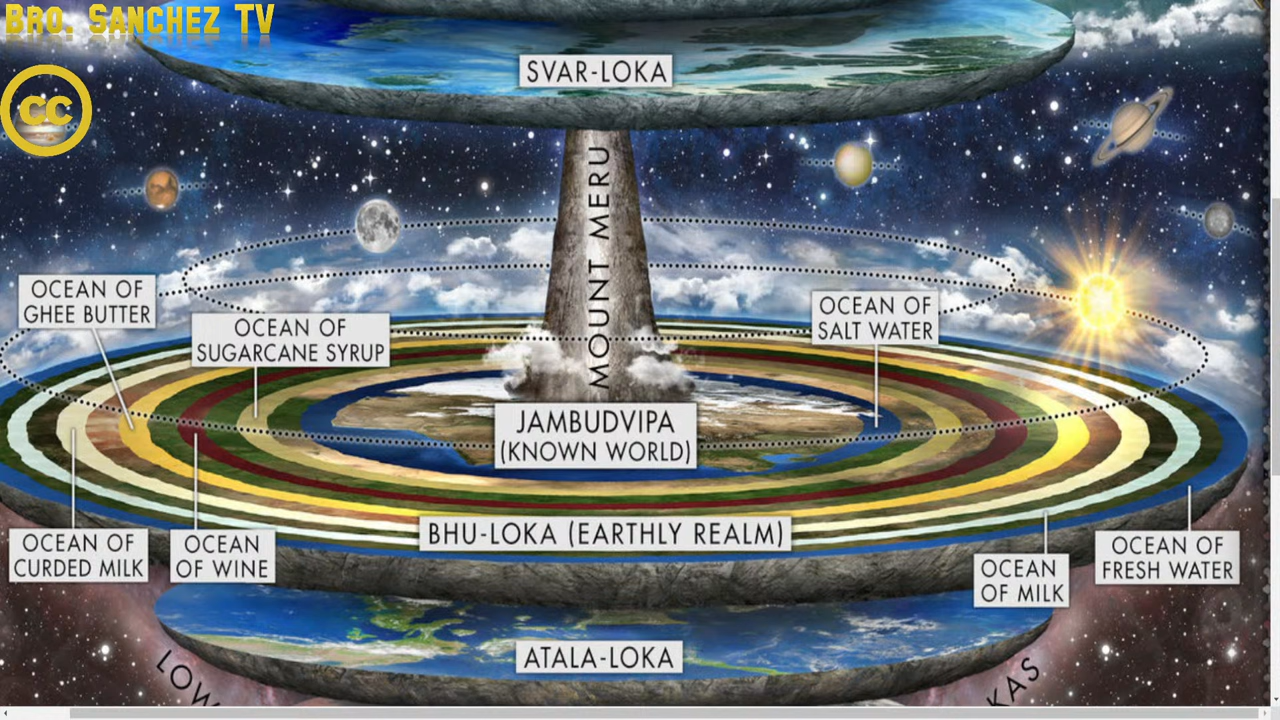 BRO. SANCHEZ TV
CC
SVAR-LOKA
MOUNT MERU
OCEAN OF
GHEE BUTTER
OCEAN OF
SUGARCANE SYRUP
OCEAN OF
SALT WATER
JAMBUDVIPA
(KNOWN WORLD)
BHU-LOKA (EARTHLY REALM)
OCEAN OF
CURDED MILK
OCEAN
OF WINE
OCEAN
OF MILK
OCEAN OF
FRESH WATER
ATALA-LOKA
LOW
KAS